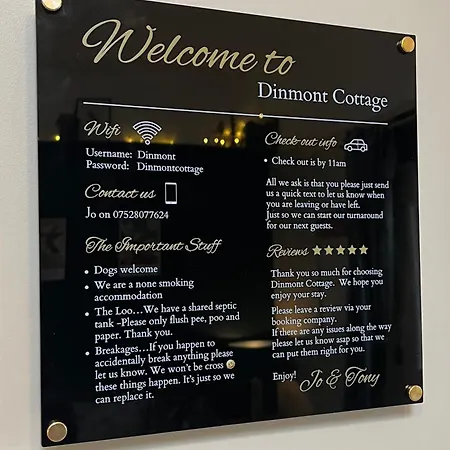 Welcome to
Dinmont Cottage
Wifi
Username: Dinmont
Password: Dinmontcottage
Contact us
Jo on 07528077624
The Important Stuff
• Dogs welcome
• We are a none smoking
accommodation
• The Loo...We have a shared septic
tank -Please only flush pee, poo and
paper. Thank you.
• Breakages...If you happen to
accidentally break anything please
let us know. We won't be cross
these things happen. It's just so we
can replace it.
Check-out info
• Check out is by 11am
All we ask is that you please just send
us a quick text to let us know when
you are leaving or have left.
Just so we can start our turnaround
for our next guests.
Reviews
Thank you so much for choosing
Dinmont Cottage. We hope you
enjoy your stay.
Please leave a review via your
booking company.
If there are any issues along the way
please let us know asap so that we
can put them right for you.
Enjoy! Jo & Tony